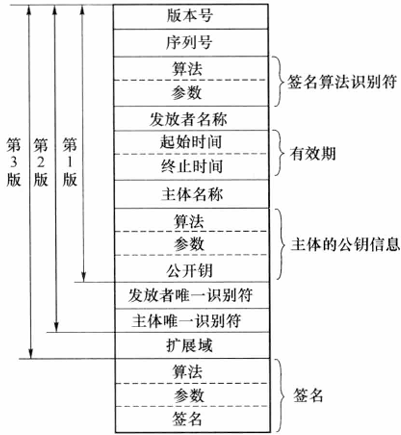 版本号
序列号
算法
参数
签名算法识别符
发放者名称
起始时间
终止时间
有效期
主体名称
算法
参数
公开钥
主体的公钥信息
发放者唯一识别符
主体唯一识别符
扩展域
算法
参数
签名
签名
第3版
第2版
第1版